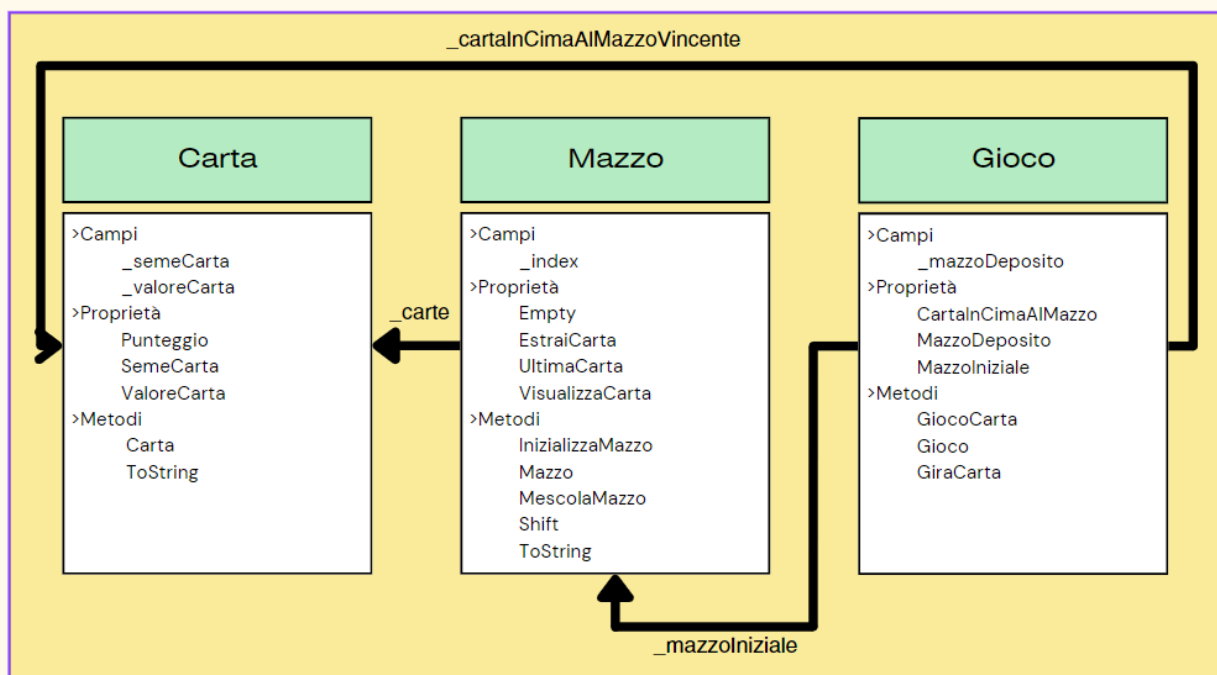 _cartaInCimaAlMazzoVincente
Carta
>Campi
_semeCarta
_valoreCarta
>Proprietà
Punteggio
SemeCarta
ValoreCarta
>Metodi
Carta
ToString
_carte
Mazzo
>Campi
_index
>Proprietà
Empty
EstraiCarta
UltimaCarta
VisualizzaCarta
>Metodi
InizializzaMazzo
Mazzo
MescolaMazzo
Shift
ToString
Gioco
>Campi
_mazzoDeposito
>Proprietà
CartaInCimaAlMazzo
MazzoDeposito
MazzoIniziale
>Metodi
GiocoCarta
Gioco
GiraCarta
_mazzoIniziale